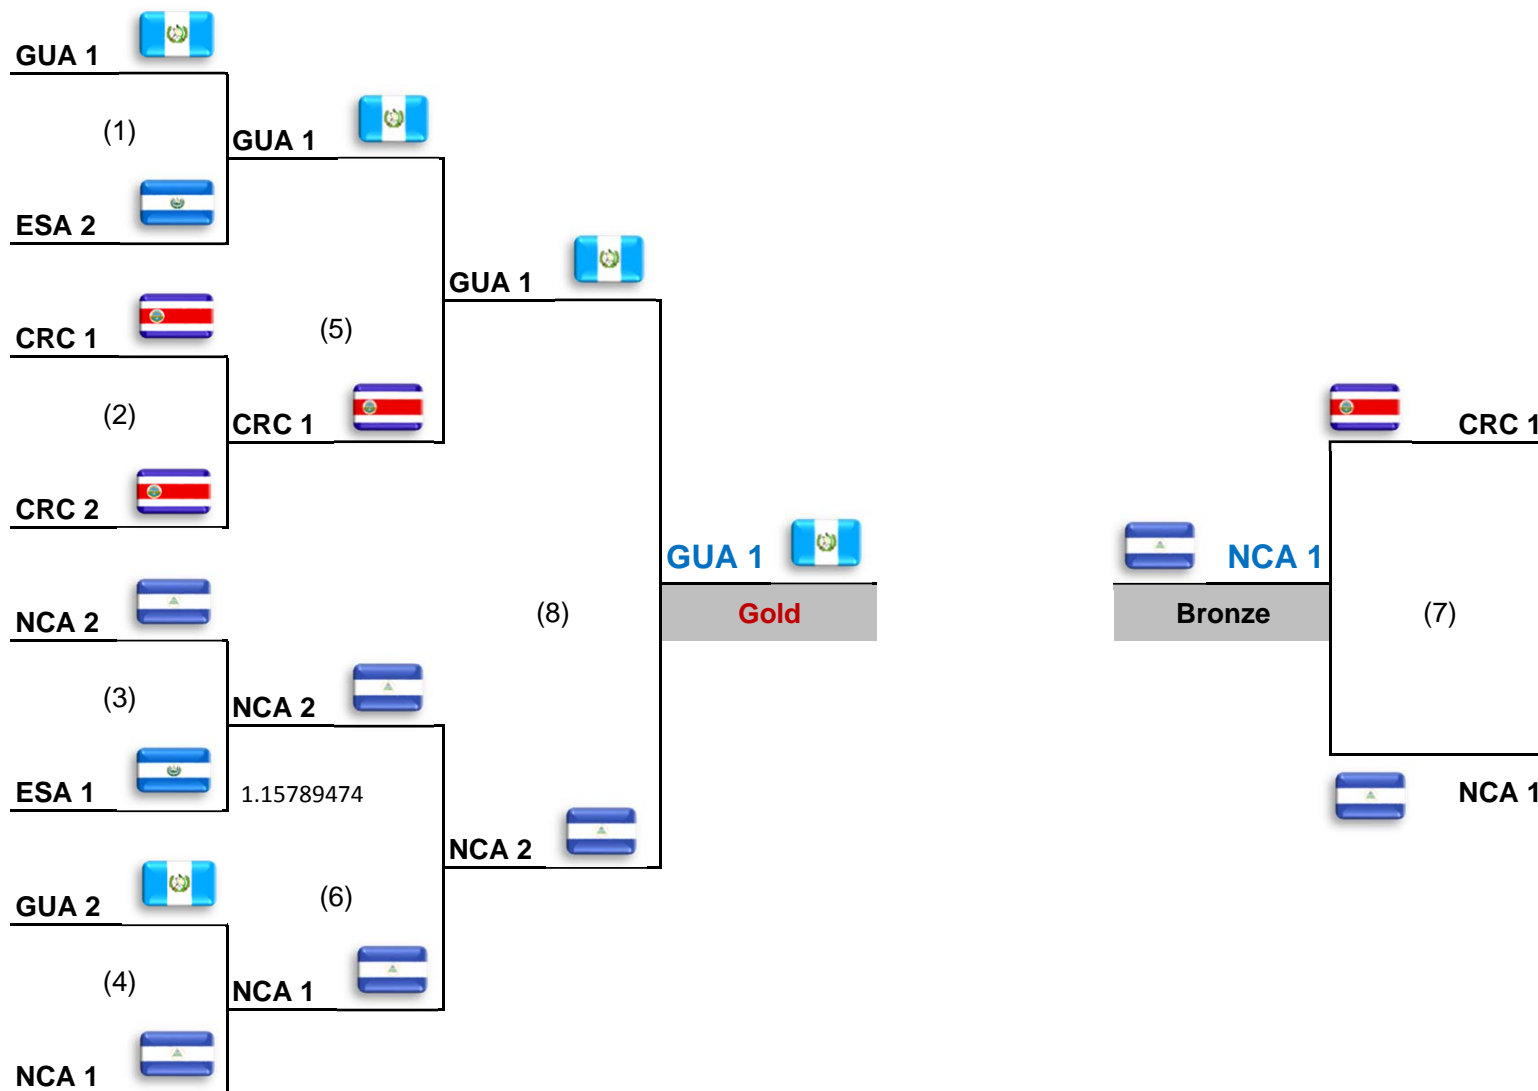 GUA 1
(1)
GUA 1
ESA 2
GUA 1
CRC 1
(5)
(2)
CRC 1
CRC 2
CRC 1
GUA 1
Gold
NCA 1
Bronze
(7)
NCA 2
(8)
(3)
NCA 2
ESA 1
1.15789474
NCA 1
NCA 2
GUA 2
(6)
(4)
NCA 1
NCA 1